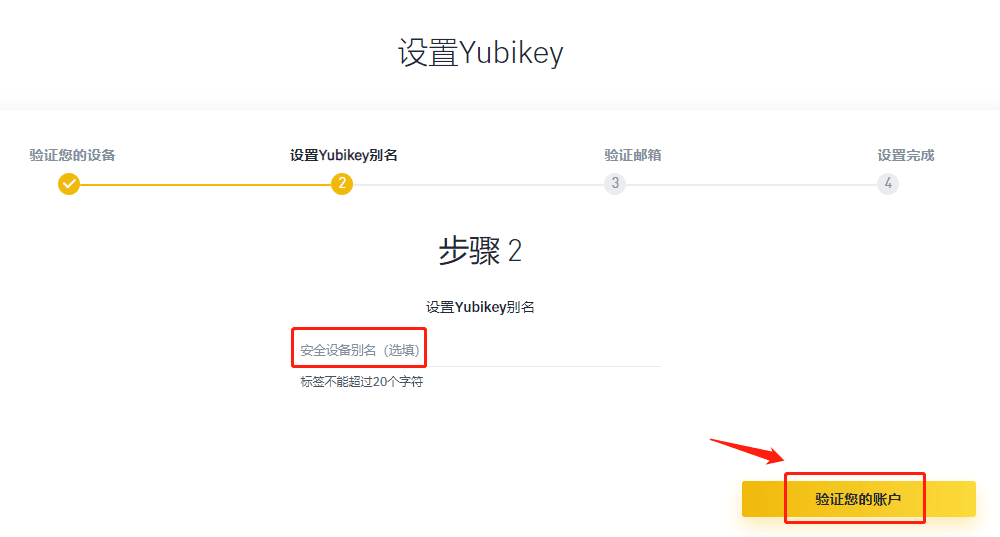 设置Yubikey
验证您的设备
设置Yubikey别名
验证邮箱
设置完成
2
3
4
步骤 2
设置Yubikey别名
安全设备别名（选填）
标签不能超过20个字符
验证您的账户